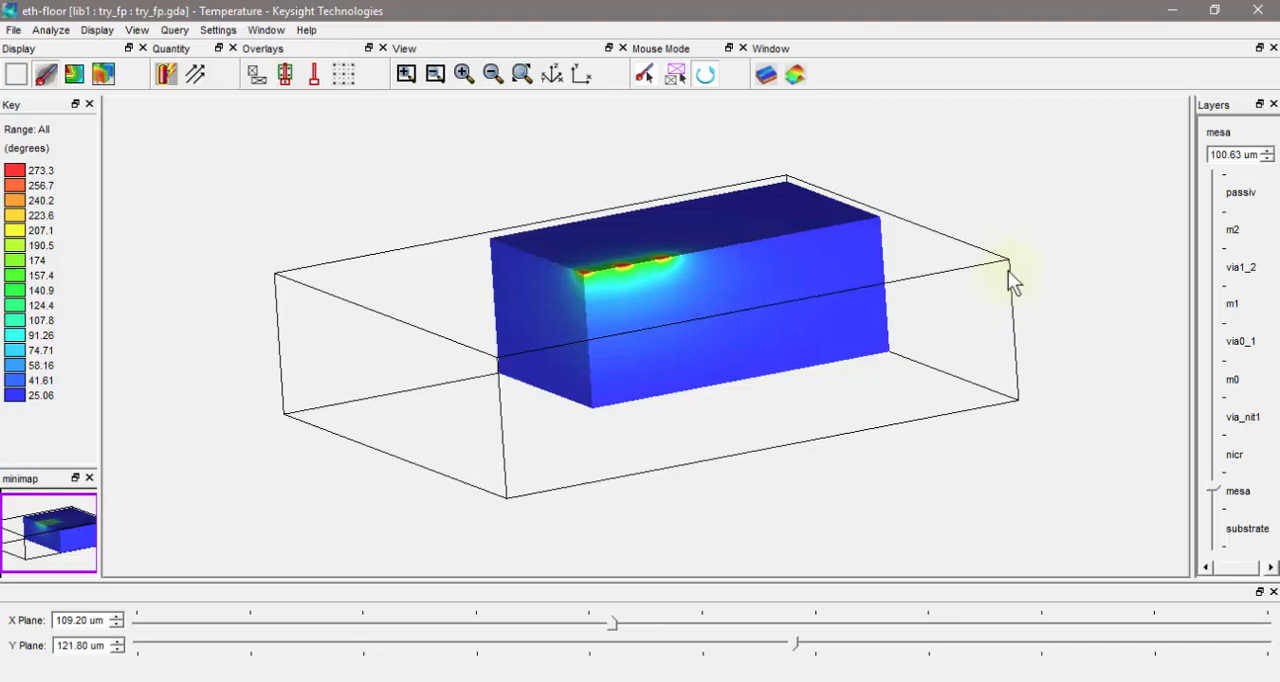 eth-floor [lib1 : try_fp : try_fp.gda] - Temperature - Keysight Technologies
File Analyze Display View Query Settings Window Help
Display Quantity Overlays View Mouse Mode Window
Key
Range: All
(degrees)
273.3
256.7
240.2
223.6
207.1
190.5
174
157.4
140.9
124.4
107.8
91.26
74.71
58.16
41.61
25.06
minimap
Layers
mesa
100.63 um
passiv
m2
via1_2
m1
via0_1
m0
via_nit1
nicr
mesa
substrate
X Plane: 109.20 um
Y Plane: 121.80 um